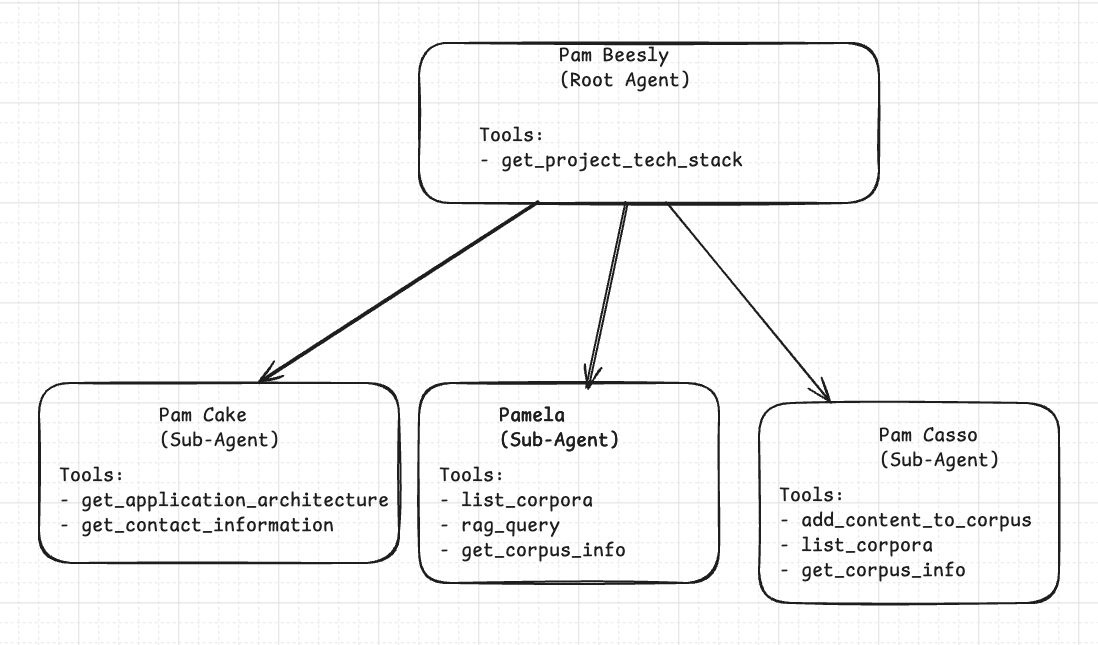 Pam Beesly
(Root Agent)
Tools:
- get_project_tech_stack
Pam Cake
(Sub-Agent)
Tools:
- get_application_architecture
- get_contact_information
Pamela
(Sub-Agent)
Tools:
- list_corpora
- rag_query
- get_corpus_info
Pam Casso
(Sub-Agent)
Tools:
- add_content_to_corpus
- list_corpora
- get_corpus_info